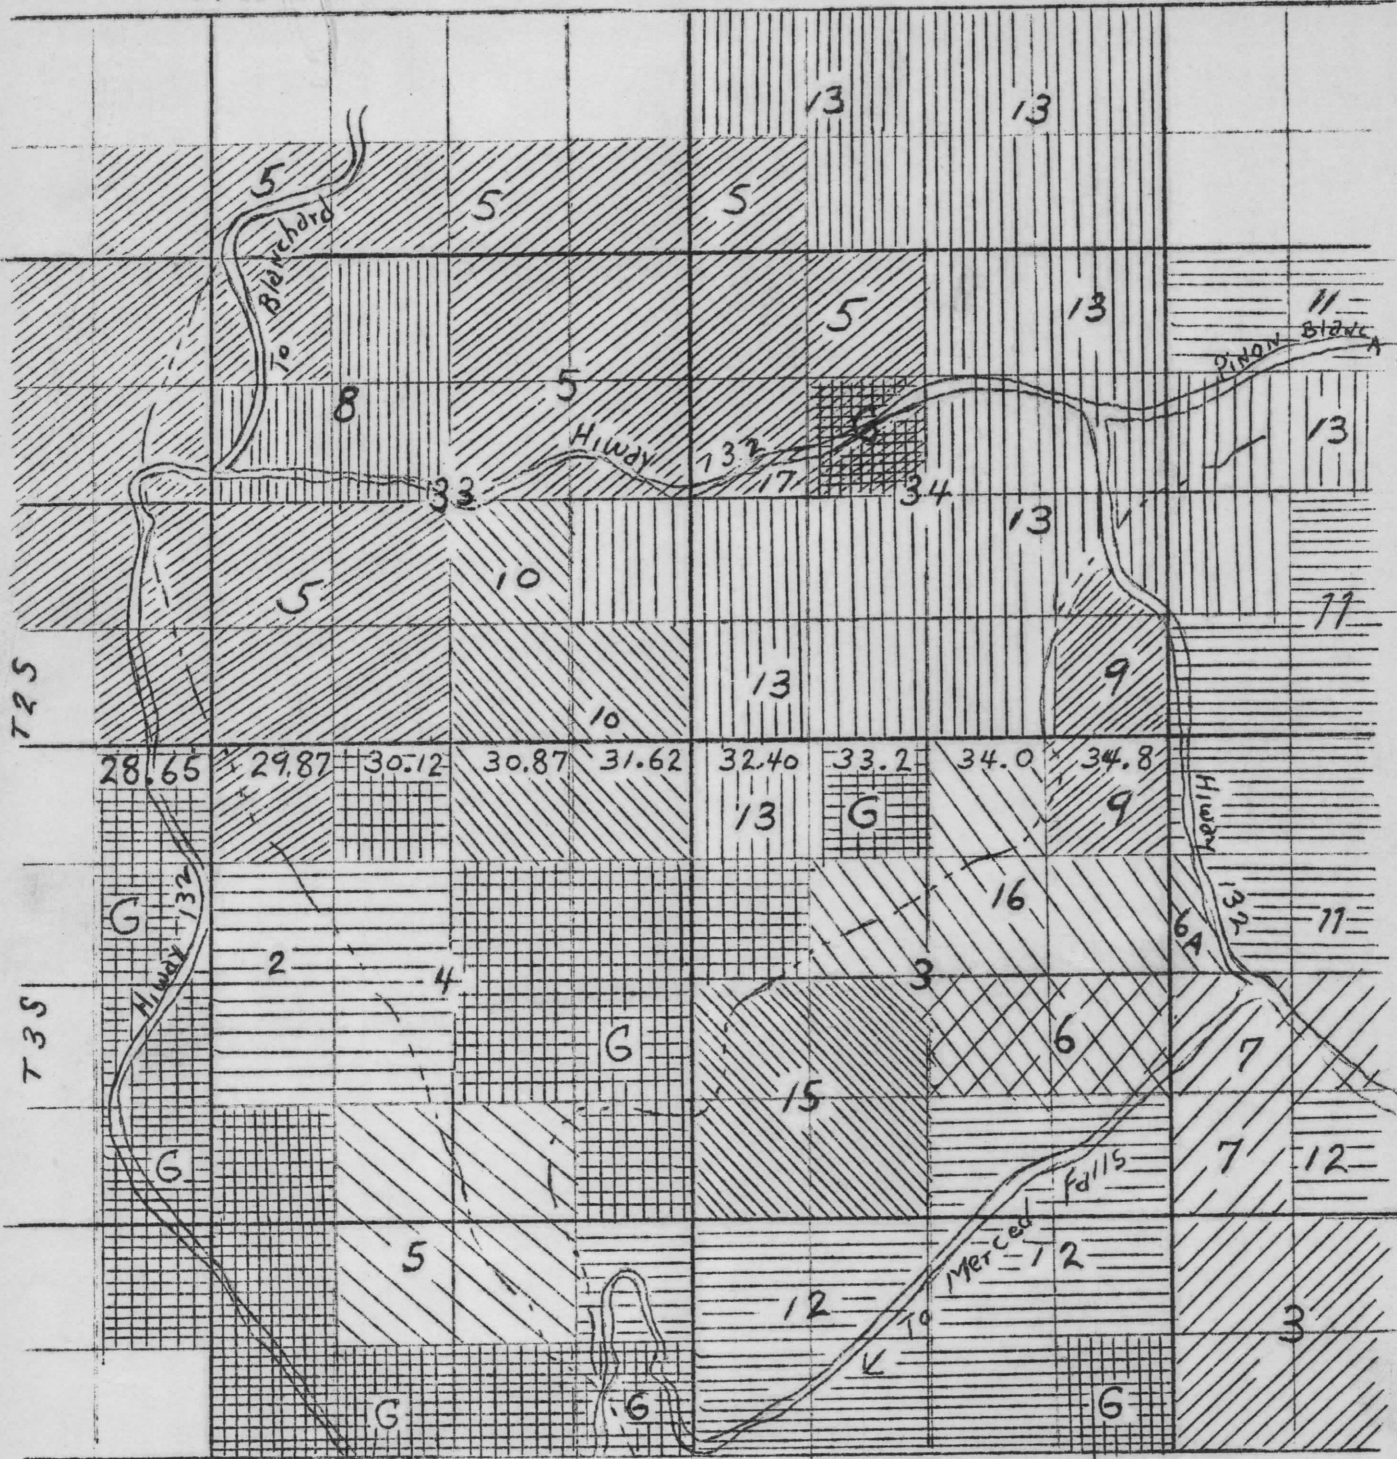 13 13
5 5 5
To Blanchard
5 13 11
Pinon Blanca
8 5 13
Hiway 132
17
33 34
13
10
5 11
9
13
10
T2S
28.65 29.87 30.12 30.87 31.62 32.40 33.2 34.0 34.8
13 G 9
Hiway 132
16
G 6A 11
Hiway 132
2 4 3
T3S
G 6 7
15
G 7 12
Falls
5 Merced 12
12 To 3
G G G